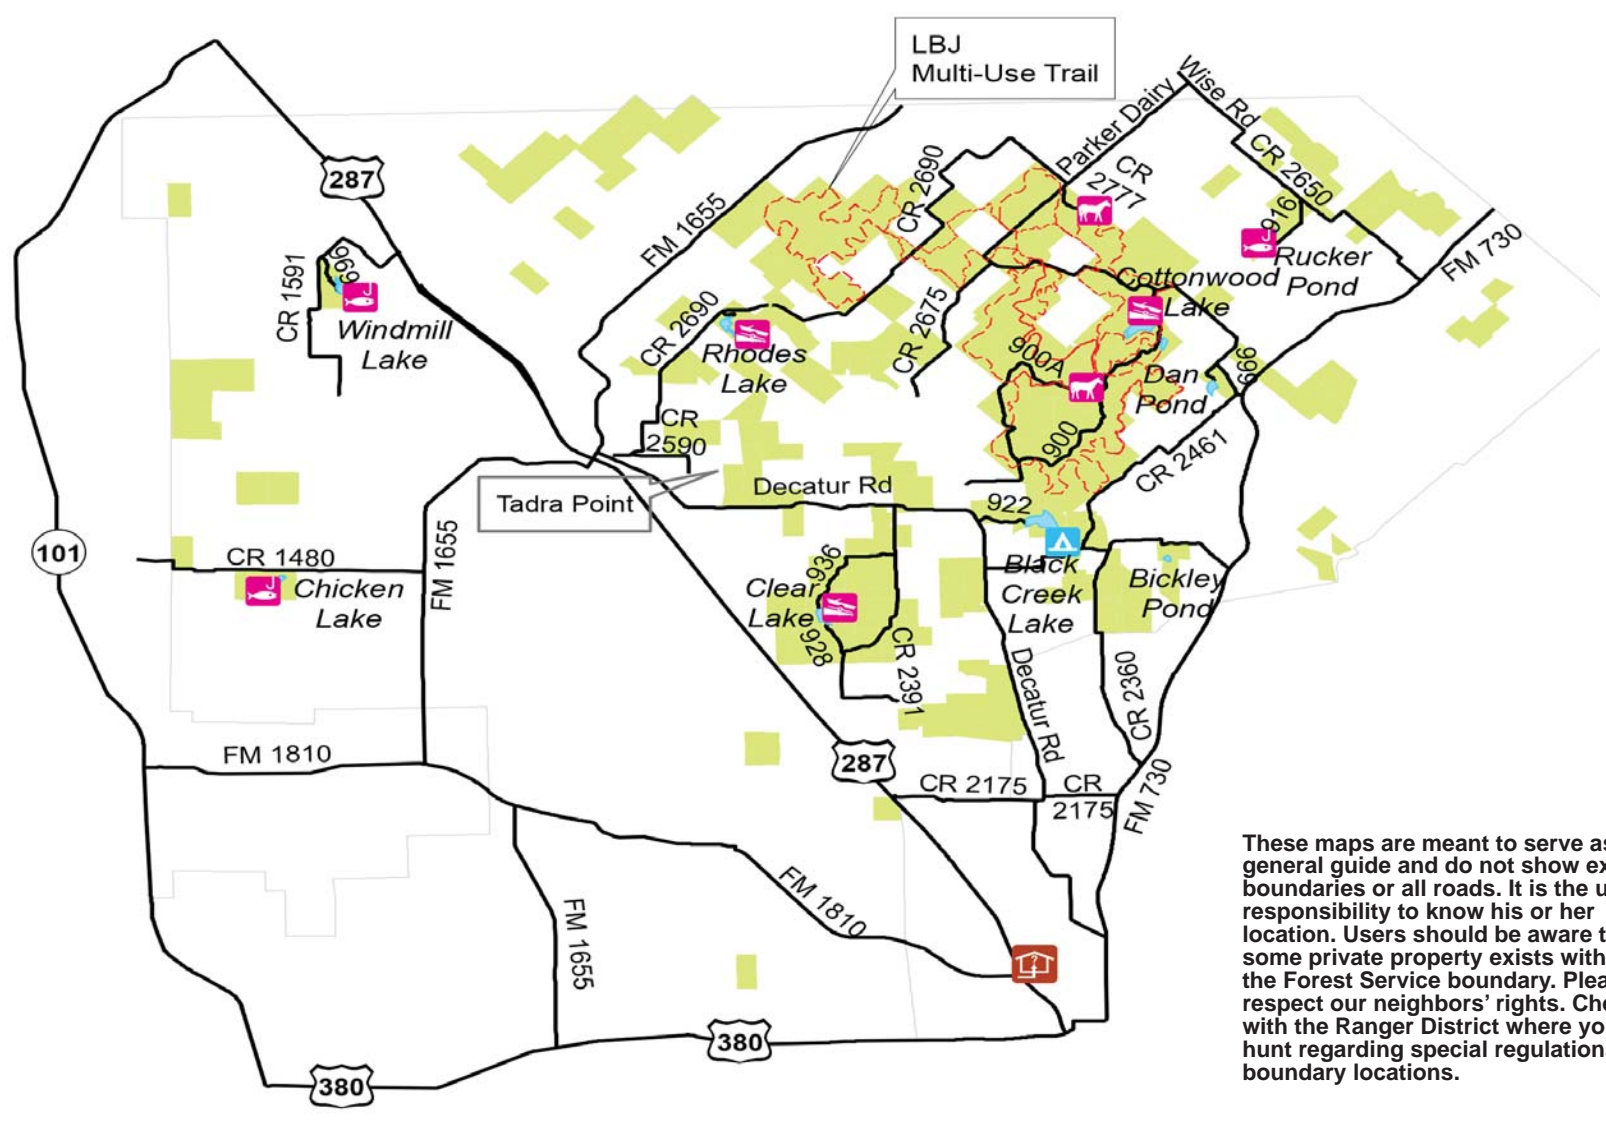 LBJ
Multi-Use Trail
Wise Rd
Parker Dairy
CR 2650
CR
2777
CR 2690
916
287
FM 1655
Rucker
Pond
FM 730
969
CR 1591
Cottonwood
Lake
Windmill
Lake
CR 2690
CR 2675
Rhodes
Lake
900A
Dan
Pond
999
CR
2590
900
CR 2461
Tadra Point
Decatur Rd
922
101
CR 1480
FM 1655
Chicken
Lake
936
Clear
Lake
928
CR 2391
Black
Creek
Lake
Bickley
Pond
Decatur Rd
CR 2360
FM 1810
287
CR 2175
CR
2175
FM 730
FM 1810
FM 1655
380
380
These maps are meant to serve as
general guide and do not show ex
boundaries or all roads. It is the u
responsibility to know his or her
location. Users should be aware t
some private property exists with
the Forest Service boundary. Plea
respect our neighbors’ rights. Che
with the Ranger District where yo
hunt regarding special regulation
boundary locations.